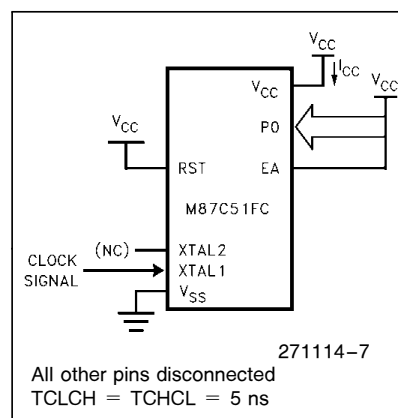 VCC
ICC
VCC
VCC
P0
VCC
RST
EA
M87C51FC
(NC)
XTAL2
CLOCK
SIGNAL
XTAL1
VSS
271114–7
All other pins disconnected
TCLCH = TCHCL = 5 ns